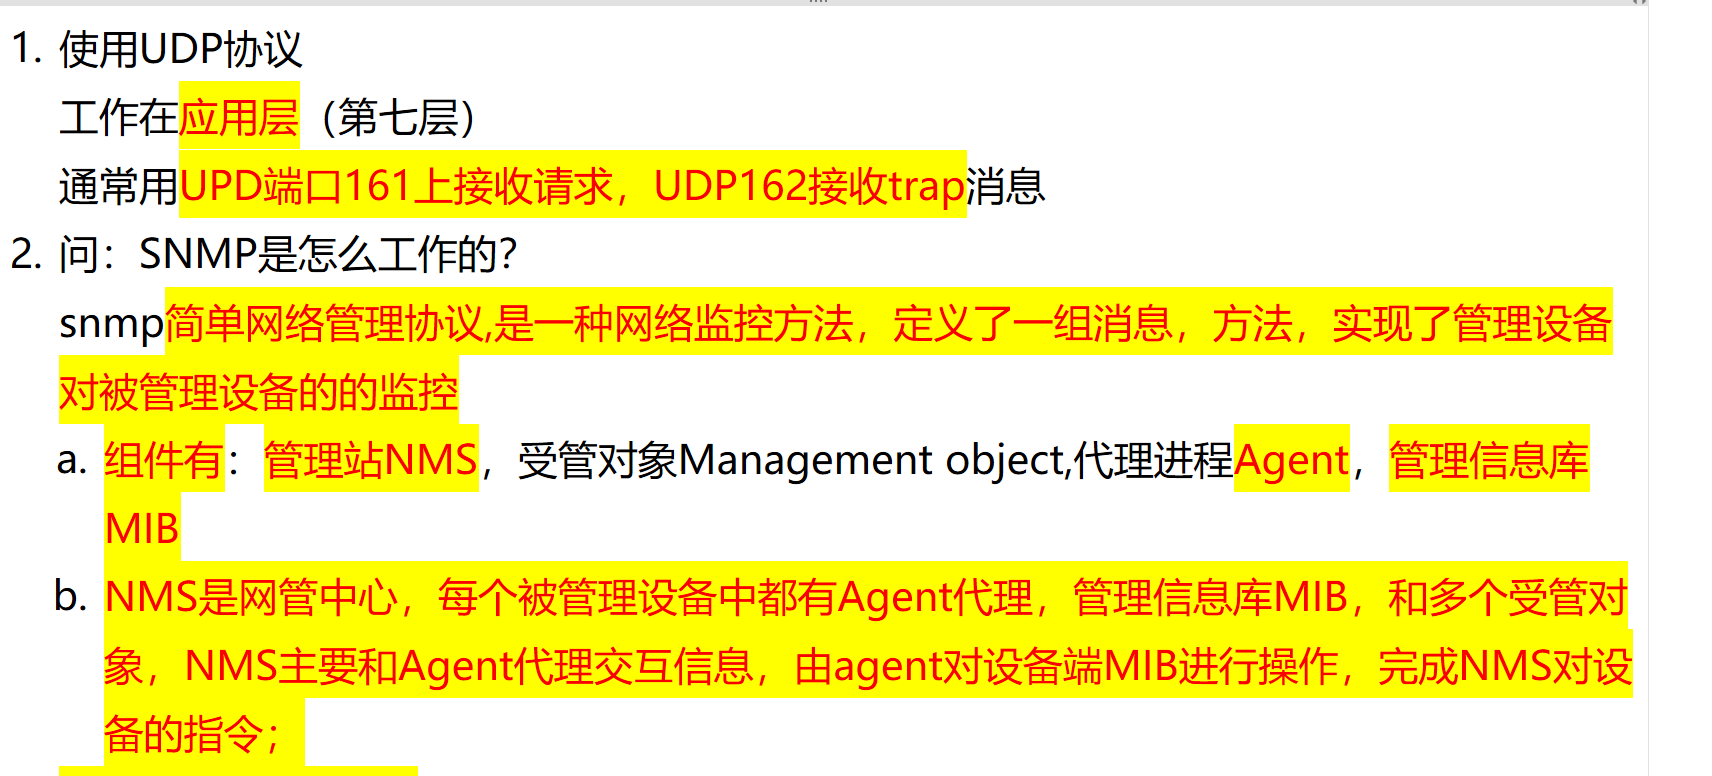 1. 使用UDP协议
工作在应用层（第七层）
通常用UPD端口161上接收请求，UDP162接收trap消息
2. 问：SNMP是怎么工作的？
snmp简单网络管理协议,是一种网络监控方法，定义了一组消息，方法，实现了管理设备
对被管理设备的的监控
a. 组件有：管理站NMS，受管对象Management object,代理进程Agent，管理信息库
MIB
b. NMS是网管中心，每个被管理设备中都有Agent代理，管理信息库MIB，和多个受管对
象，NMS主要和Agent代理交互信息，由agent对设备端MIB进行操作，完成NMS对设
备的指令；